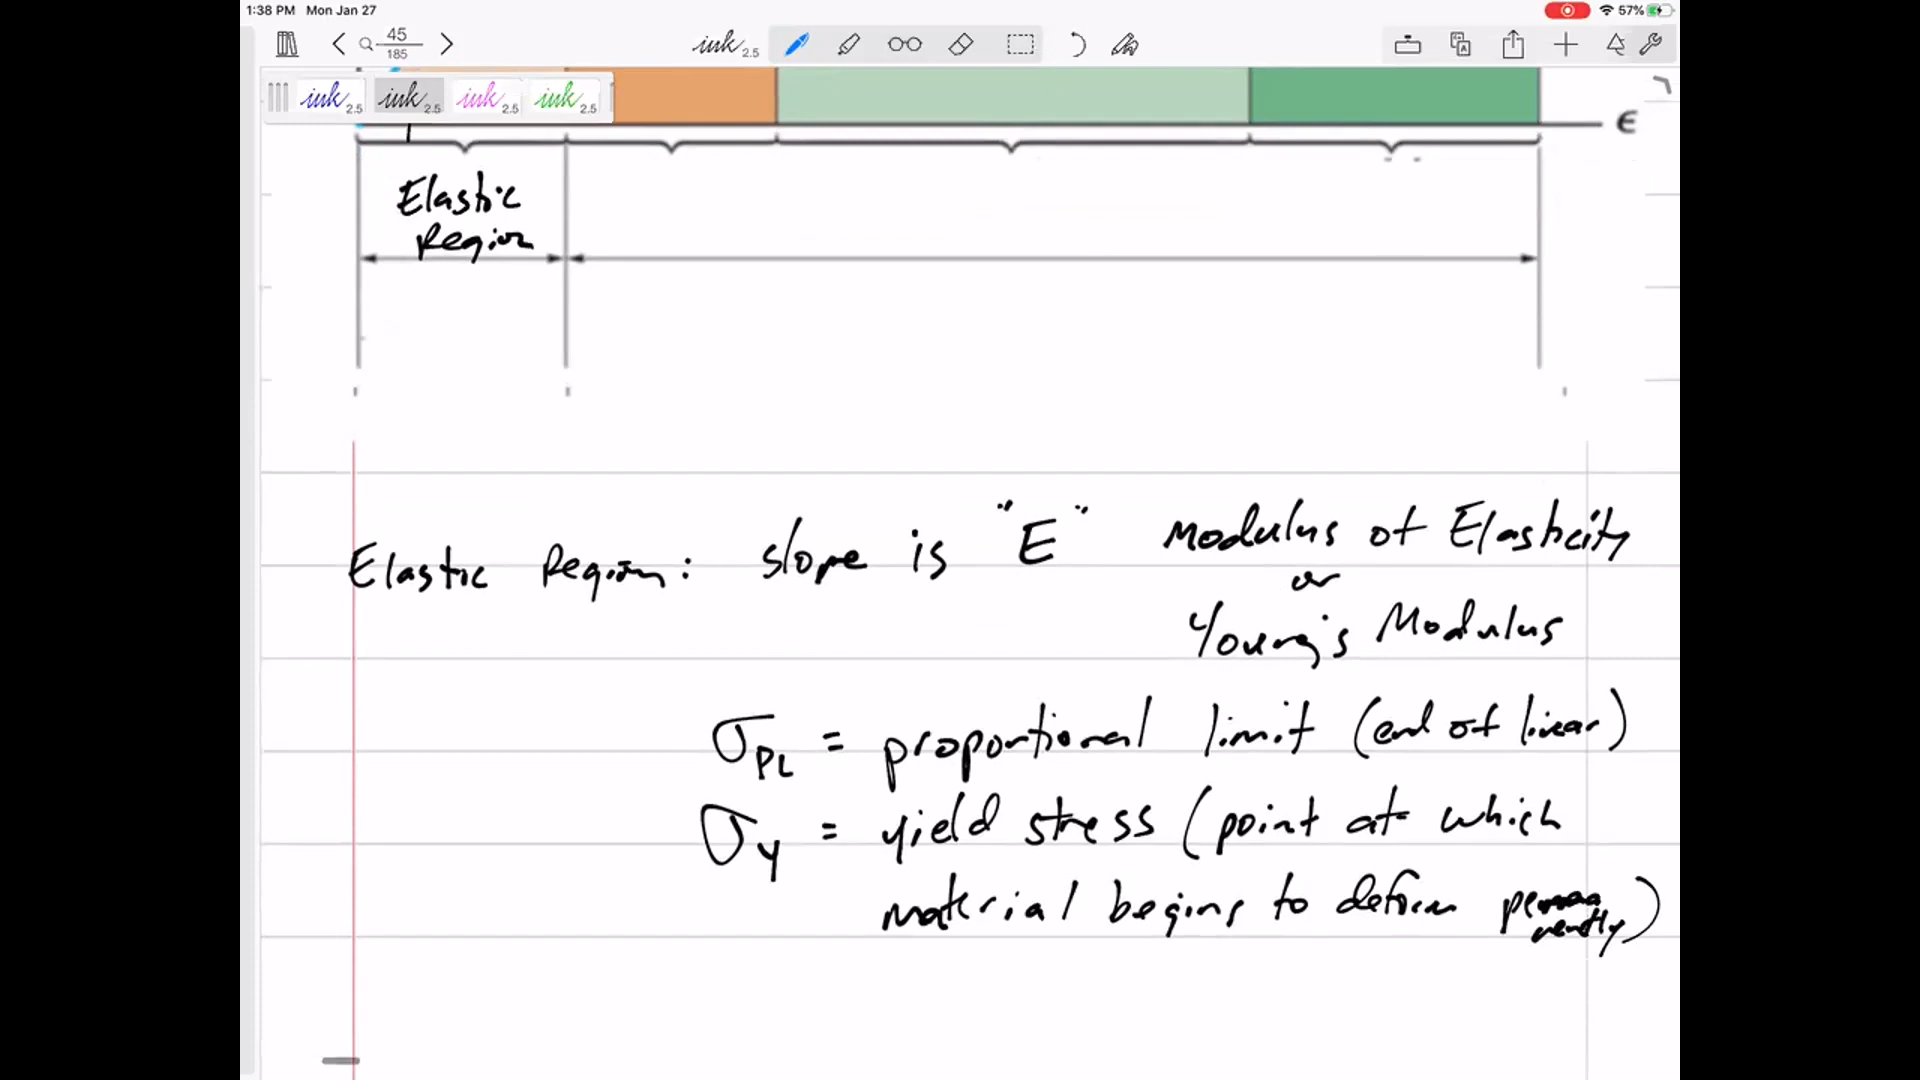 1:38 PM Mon Jan 27
57%
45
185
ink 2.5
ink 2.5 ink 2.5 ink 2.5 ink 2.5
ϵ
Elastic
Region
Elastic Region: slope is "E" Modulus of Elasticity
or
Young's Modulus
σPL = proportional limit (end of linear)
σY = yield stress (point at which
material begins to deform permanently)